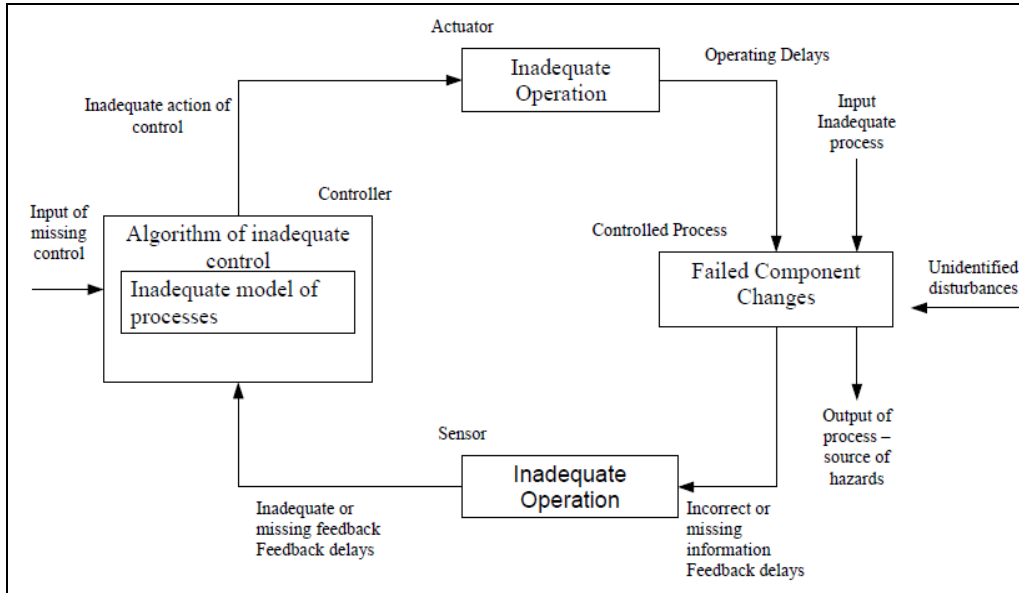 Actuator
Inadequate
Operation
Operating Delays
Inadequate action of
control
Input
Inadequate
process
Controller
Input of
missing
control
Algorithm of inadequate
control
Inadequate model of
processes
Controlled Process
Failed Component
Changes
Unidentified
disturbances
Sensor
Inadequate
Operation
Output of
process –
source of
hazards
Inadequate or
missing feedback
Feedback delays
Incorrect or
missing
information
Feedback delays